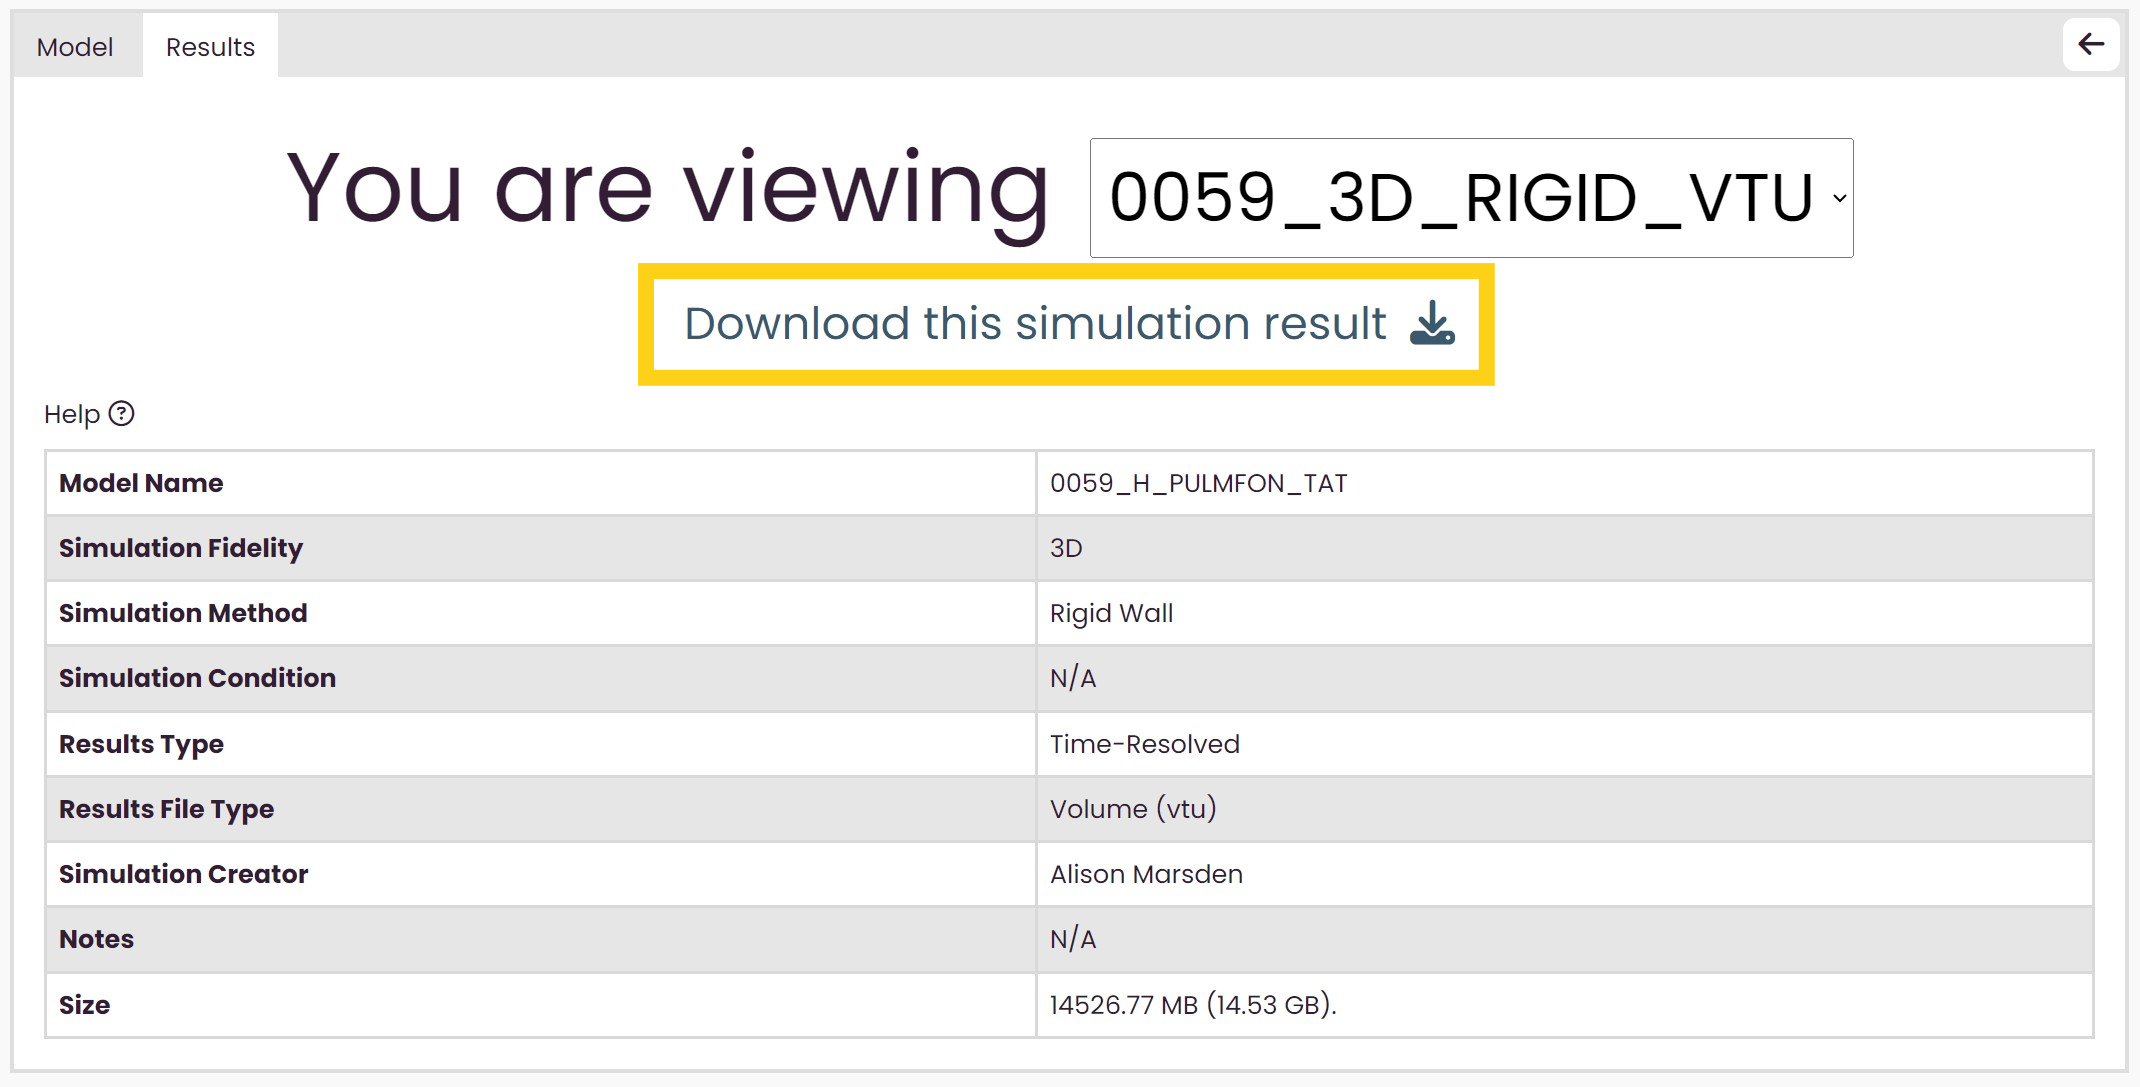 Model Results
You are viewing 0059_3D_RIGID_VTU
Download this simulation result
Help ?
Model Name 0059_H_PULMFON_TAT
Simulation Fidelity 3D
Simulation Method Rigid Wall
Simulation Condition N/A
Results Type Time-Resolved
Results File Type Volume (vtu)
Simulation Creator Alison Marsden
Notes N/A
Size 14526.77 MB (14.53 GB).